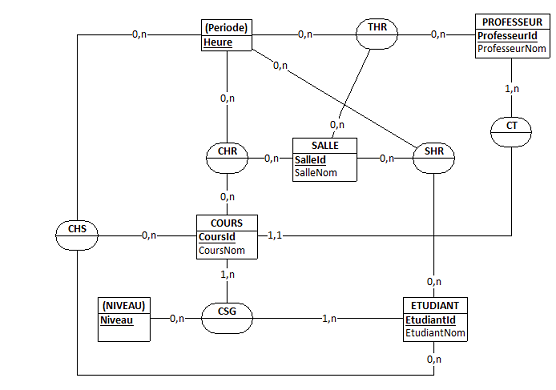 PROFESSEUR
ProfesseurId
ProfesseurNom
(Periode)
Heure
THR
0,n
0,n
0,n
0,n
1,n
0,n
CT
0,n
SALLE
SalleId
SalleNom
CHR
0,n
0,n
SHR
0,n
COURS
CoursId
CoursNom
CHS
0,n
1,1
1,n
0,n
(NIVEAU)
Niveau
0,n
CSG
1,n
ETUDIANT
EtudiantId
EtudiantNom
0,n